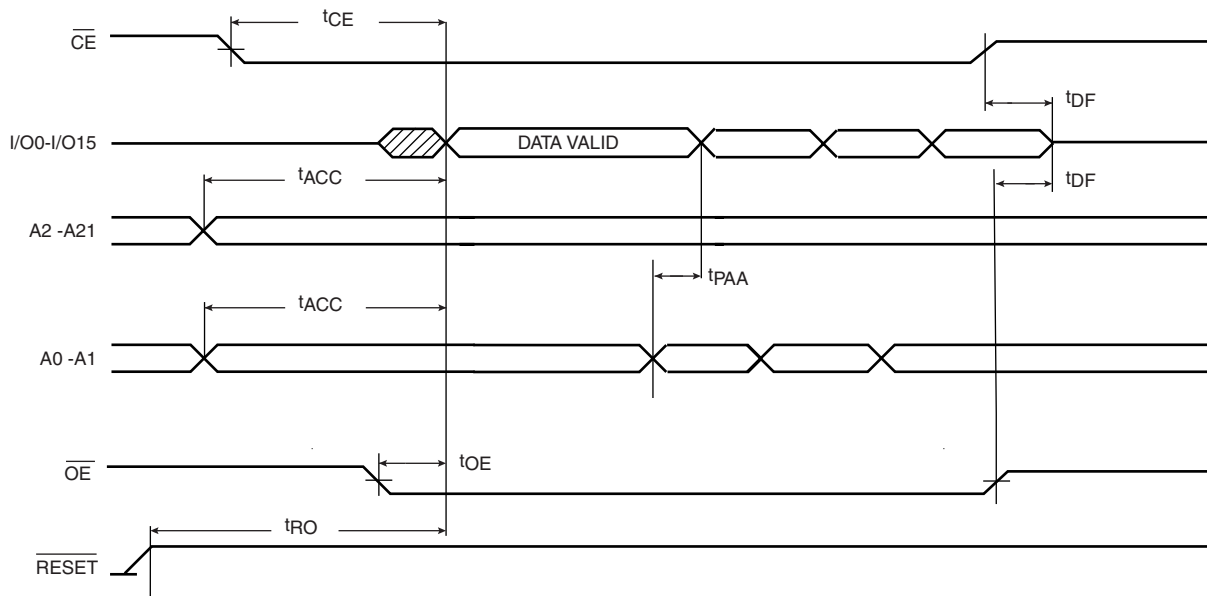 tCE
CE
tDF
I/O0-I/O15
DATA VALID
tACC
tDF
A2 -A21
tPAA
tACC
A0 -A1
tOE
OE
tRO
RESET